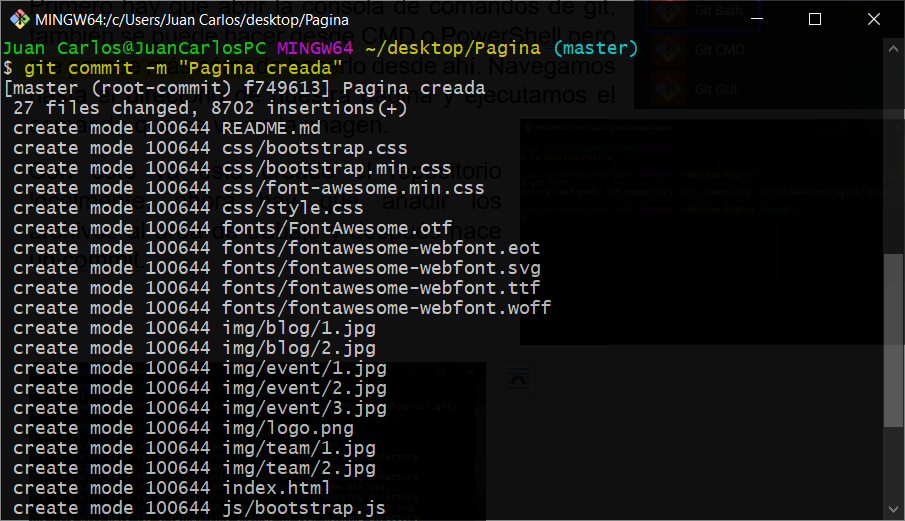 MINGW64:/c/Users/Juan Carlos/desktop/Pagina
Juan Carlos@JuanCarlosPC MINGW64 ~/desktop/Pagina (master)
$ git commit -m "Pagina creada"
[master (root-commit) f749613] Pagina creada
27 files changed, 8702 insertions(+)
create mode 100644 README.md
create mode 100644 css/bootstrap.css
create mode 100644 css/bootstrap.min.css
create mode 100644 css/font-awesome.min.css
create mode 100644 css/style.css
create mode 100644 fonts/FontAwesome.otf
create mode 100644 fonts/fontawesome-webfont.eot
create mode 100644 fonts/fontawesome-webfont.svg
create mode 100644 fonts/fontawesome-webfont.ttf
create mode 100644 fonts/fontawesome-webfont.woff
create mode 100644 img/blog/1.jpg
create mode 100644 img/blog/2.jpg
create mode 100644 img/event/1.jpg
create mode 100644 img/event/2.jpg
create mode 100644 img/event/3.jpg
create mode 100644 img/logo.png
create mode 100644 img/team/1.jpg
create mode 100644 img/team/2.jpg
create mode 100644 index.html
create mode 100644 js/bootstrap.js
Git Bash
Git CMD
Git GUI